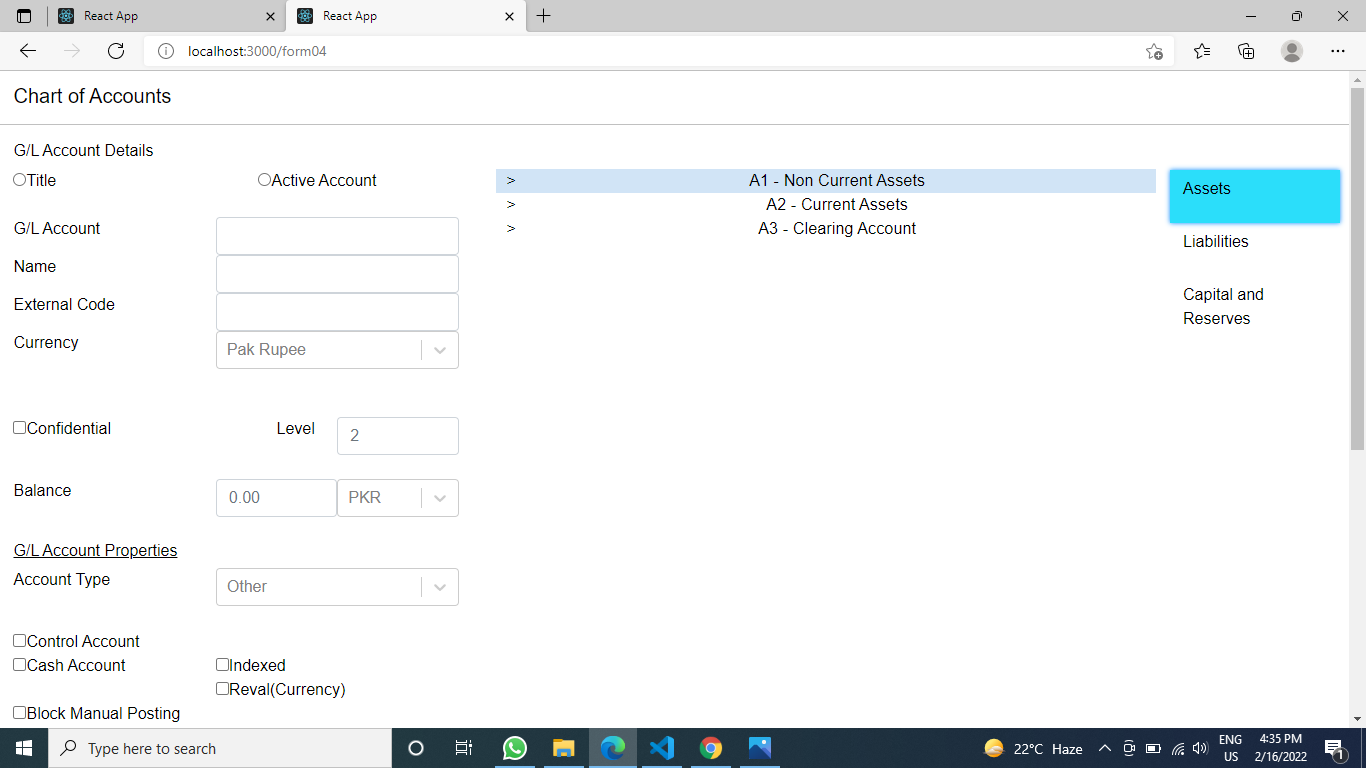 React App
React App
localhost:3000/form04
Chart of Accounts
G/L Account Details
Title
Active Account
G/L Account
Name
External Code
Currency
Pak Rupee
Confidential
Level
2
Balance
0.00
PKR
G/L Account Properties
Account Type
Other
Control Account
Cash Account
Indexed
Reval(Currency)
Block Manual Posting
> A1 - Non Current Assets
> A2 - Current Assets
> A3 - Clearing Account
Assets
Liabilities
Capital and
Reserves
Type here to search
22°C Haze
ENG
US
4:35 PM
2/16/2022
1